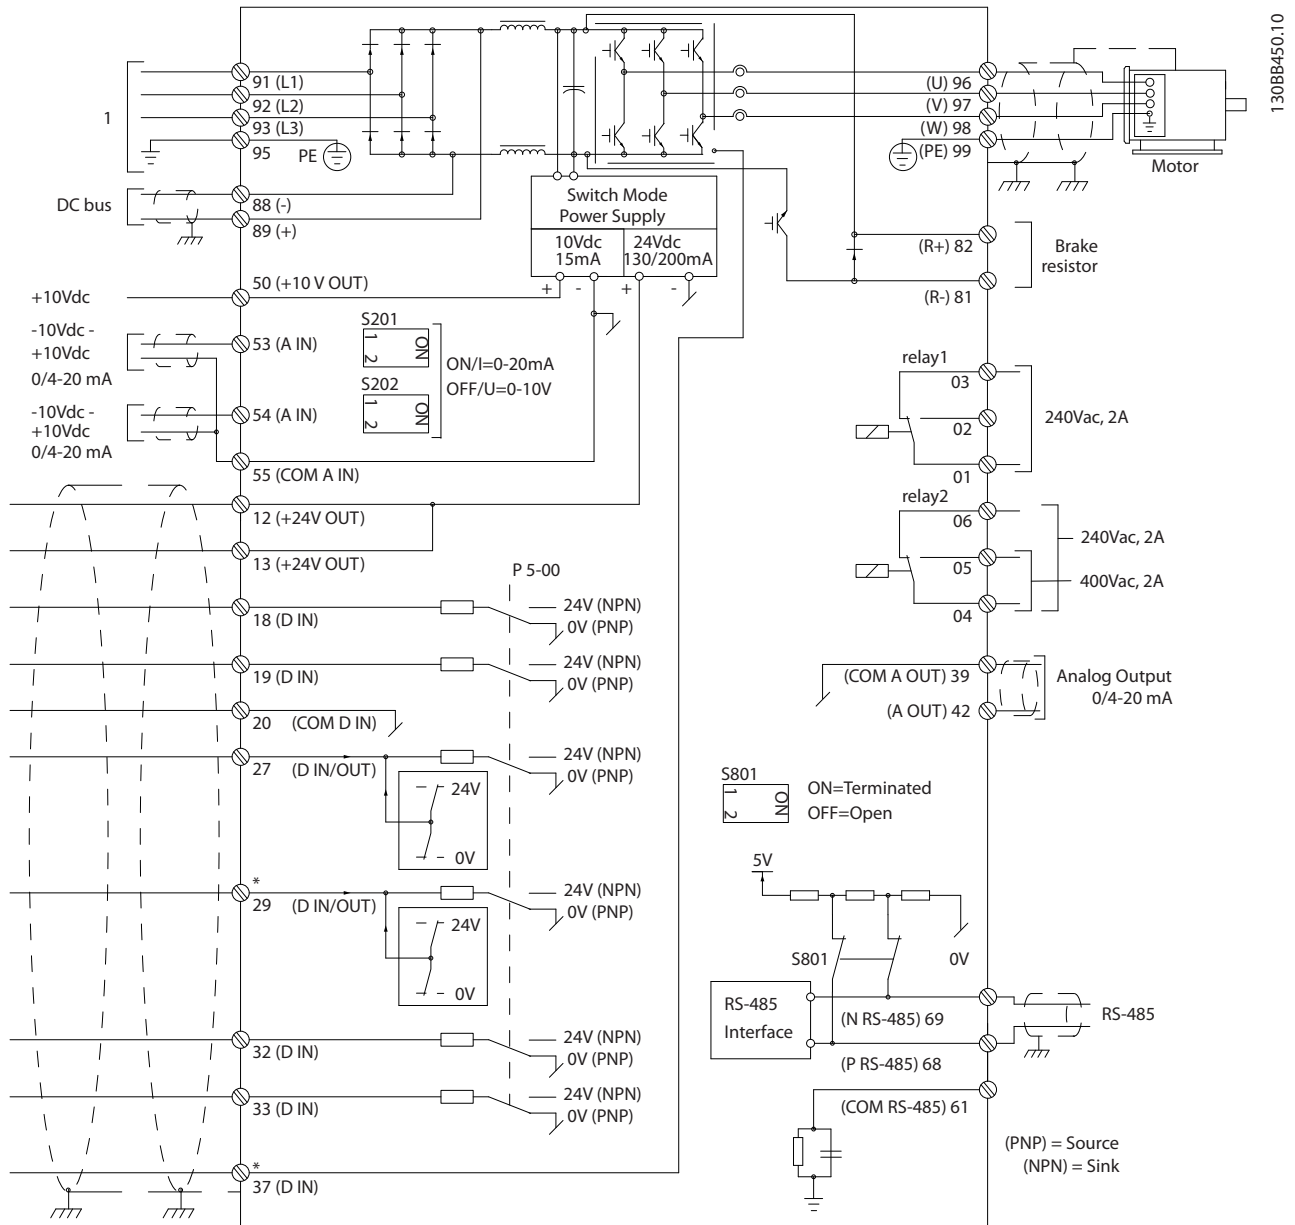 130BB450.10
1
91 (L1)
92 (L2)
93 (L3)
95
PE
DC bus
88 (-)
89 (+)
Switch Mode
Power Supply
10Vdc
15mA
24Vdc
130/200mA
+ - + -
(U) 96
(V) 97
(W) 98
(PE) 99
Motor
(R+) 82
(R-) 81
Brake
resistor
+10Vdc
50 (+10 V OUT)
-10Vdc -
+10Vdc
0/4-20 mA
53 (A IN)
-10Vdc -
+10Vdc
0/4-20 mA
54 (A IN)
55 (COM A IN)
S201
1
2
ON
S202
1
2
ON
ON/I=0-20mA
OFF/U=0-10V
relay1
03
02
01
240Vac, 2A
relay2
06
05
04
240Vac, 2A
400Vac, 2A
12 (+24V OUT)
13 (+24V OUT)
P 5-00
18 (D IN)
24V (NPN)
0V (PNP)
19 (D IN)
24V (NPN)
0V (PNP)
20 (COM D IN)
27 (D IN/OUT)
24V (NPN)
0V (PNP)
24V
0V
*
29 (D IN/OUT)
24V (NPN)
0V (PNP)
24V
0V
32 (D IN)
24V (NPN)
0V (PNP)
33 (D IN)
24V (NPN)
0V (PNP)
*
37 (D IN)
(COM A OUT) 39
(A OUT) 42
Analog Output
0/4-20 mA
S801
1
2
ON
ON=Terminated
OFF=Open
5V
S801
0V
RS-485
Interface
(N RS-485) 69
(P RS-485) 68
(COM RS-485) 61
RS-485
(PNP) = Source
(NPN) = Sink